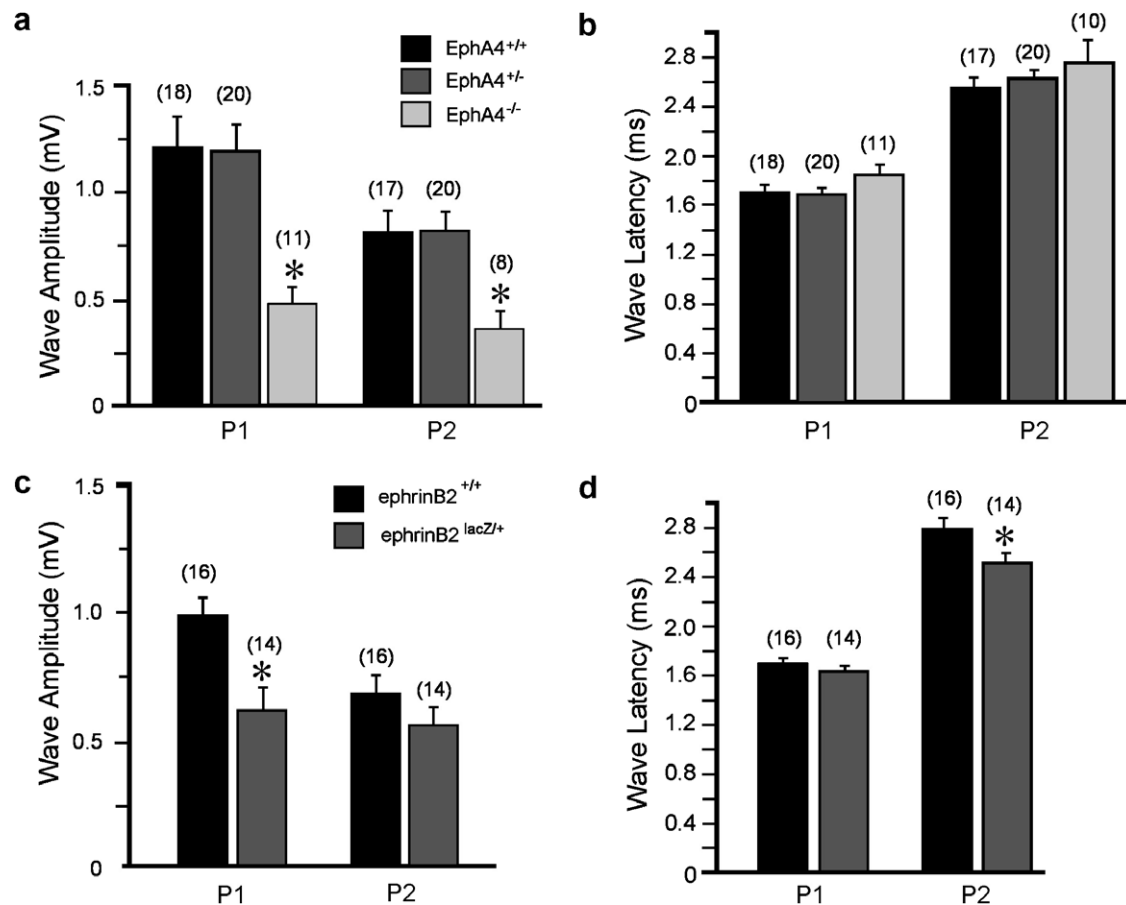 a
EphA4+/+
EphA4+/-
EphA4-/-
Wave Amplitude (mV)
1.5
1.0
0.5
0
(18)
(20)
(11)
*
(17)
(20)
(8)
*
P1
P2
b
Wave Latency (ms)
2.8
2.4
2.0
1.6
1.2
0.8
0.4
0
(18)
(20)
(11)
(17)
(20)
(10)
P1
P2
c
ephrinB2 +/+
ephrinB2 lacZ/+
Wave Amplitude (mV)
1.5
1.0
0.5
0
(16)
(14)
*
(16)
(14)
P1
P2
d
Wave Latency (ms)
2.8
2.4
2.0
1.6
1.2
0.8
0.4
0
(16)
(14)
(16)
(14)
*
P1
P2